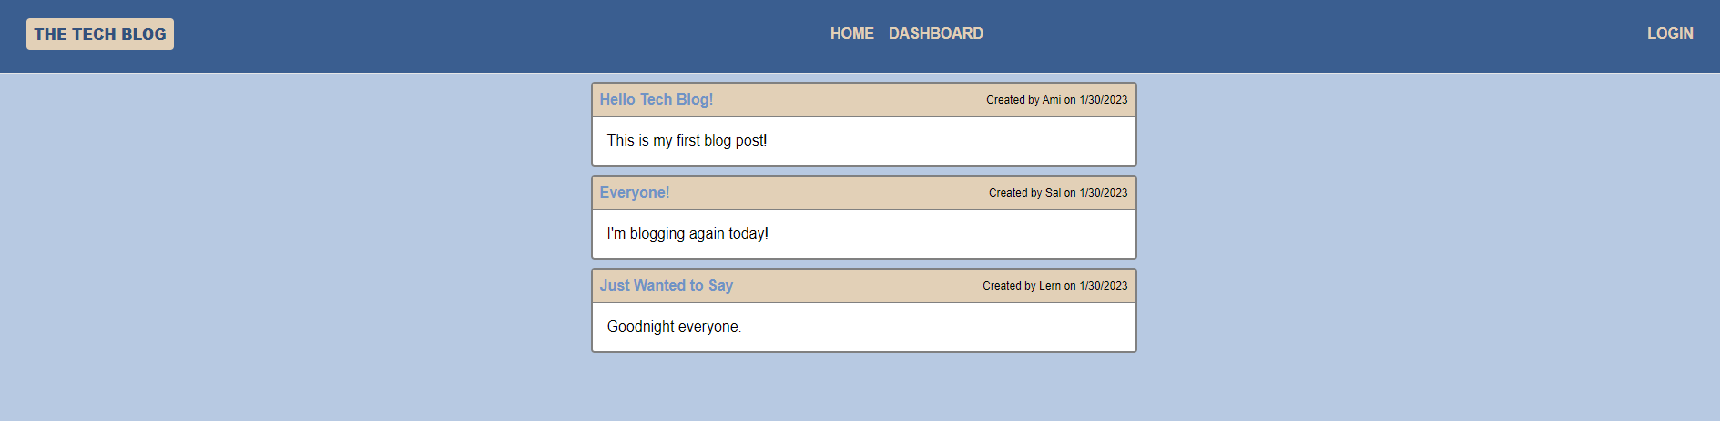 THE TECH BLOG HOME DASHBOARD LOGIN
Hello Tech Blog! Created by Ami on 1/30/2023
This is my first blog post!
Everyone! Created by Sal on 1/30/2023
I'm blogging again today!
Just Wanted to Say Created by Lern on 1/30/2023
Goodnight everyone.